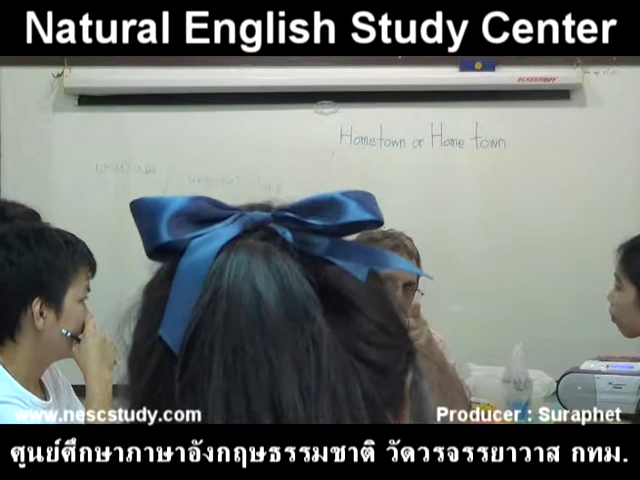 Natural English Study Center
SCREENBOY
Hometown or Home town
www.nescstudy.com
Producer : Suraphet
ศูนย์ศึกษาภาษาอังกฤษธรรมชาติ วัดวรจรรยาวาส กทม.